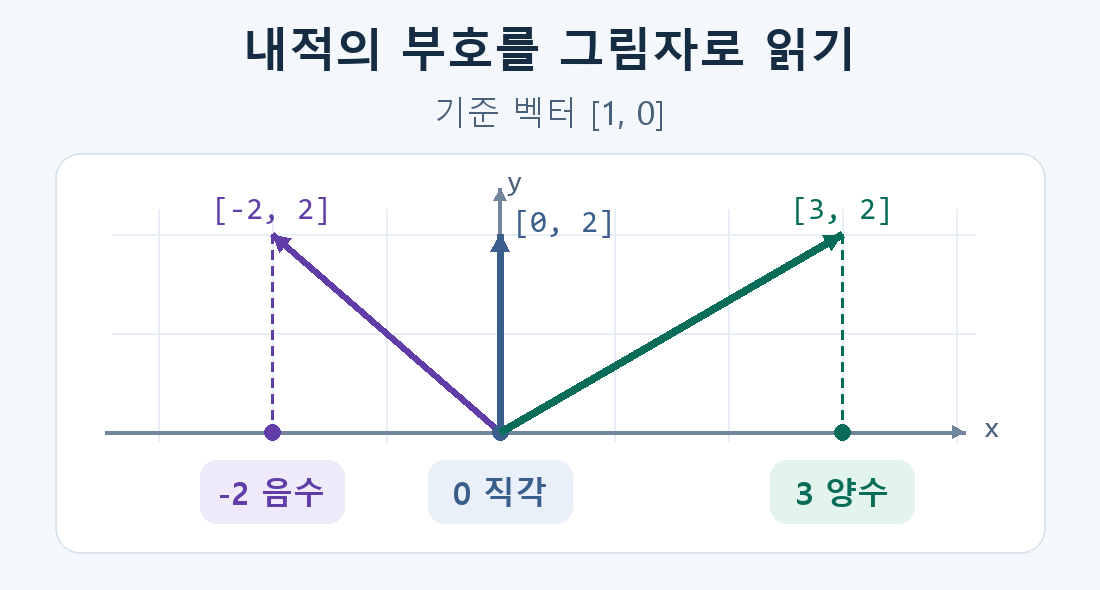 내적의 부호를 그림자로 읽기
기준 벡터 [1, 0]
y
[-2, 2]
[0, 2]
[3, 2]
x
-2 음수
0 직각
3 양수